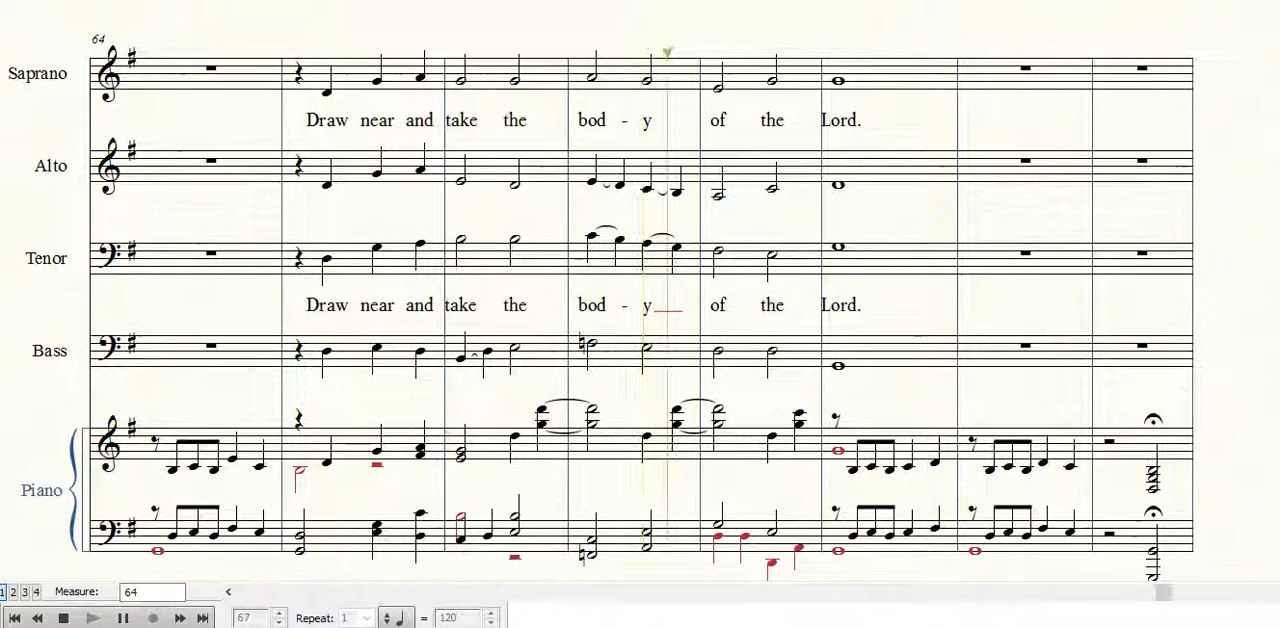 64
Saprano
Draw near and take the bod - y of the Lord.
Alto
Tenor
Draw near and take the bod - y___ of the Lord.
Bass
Piano
1 2 3 4 Measure: 64 <
67 Repeat: 1 = 120